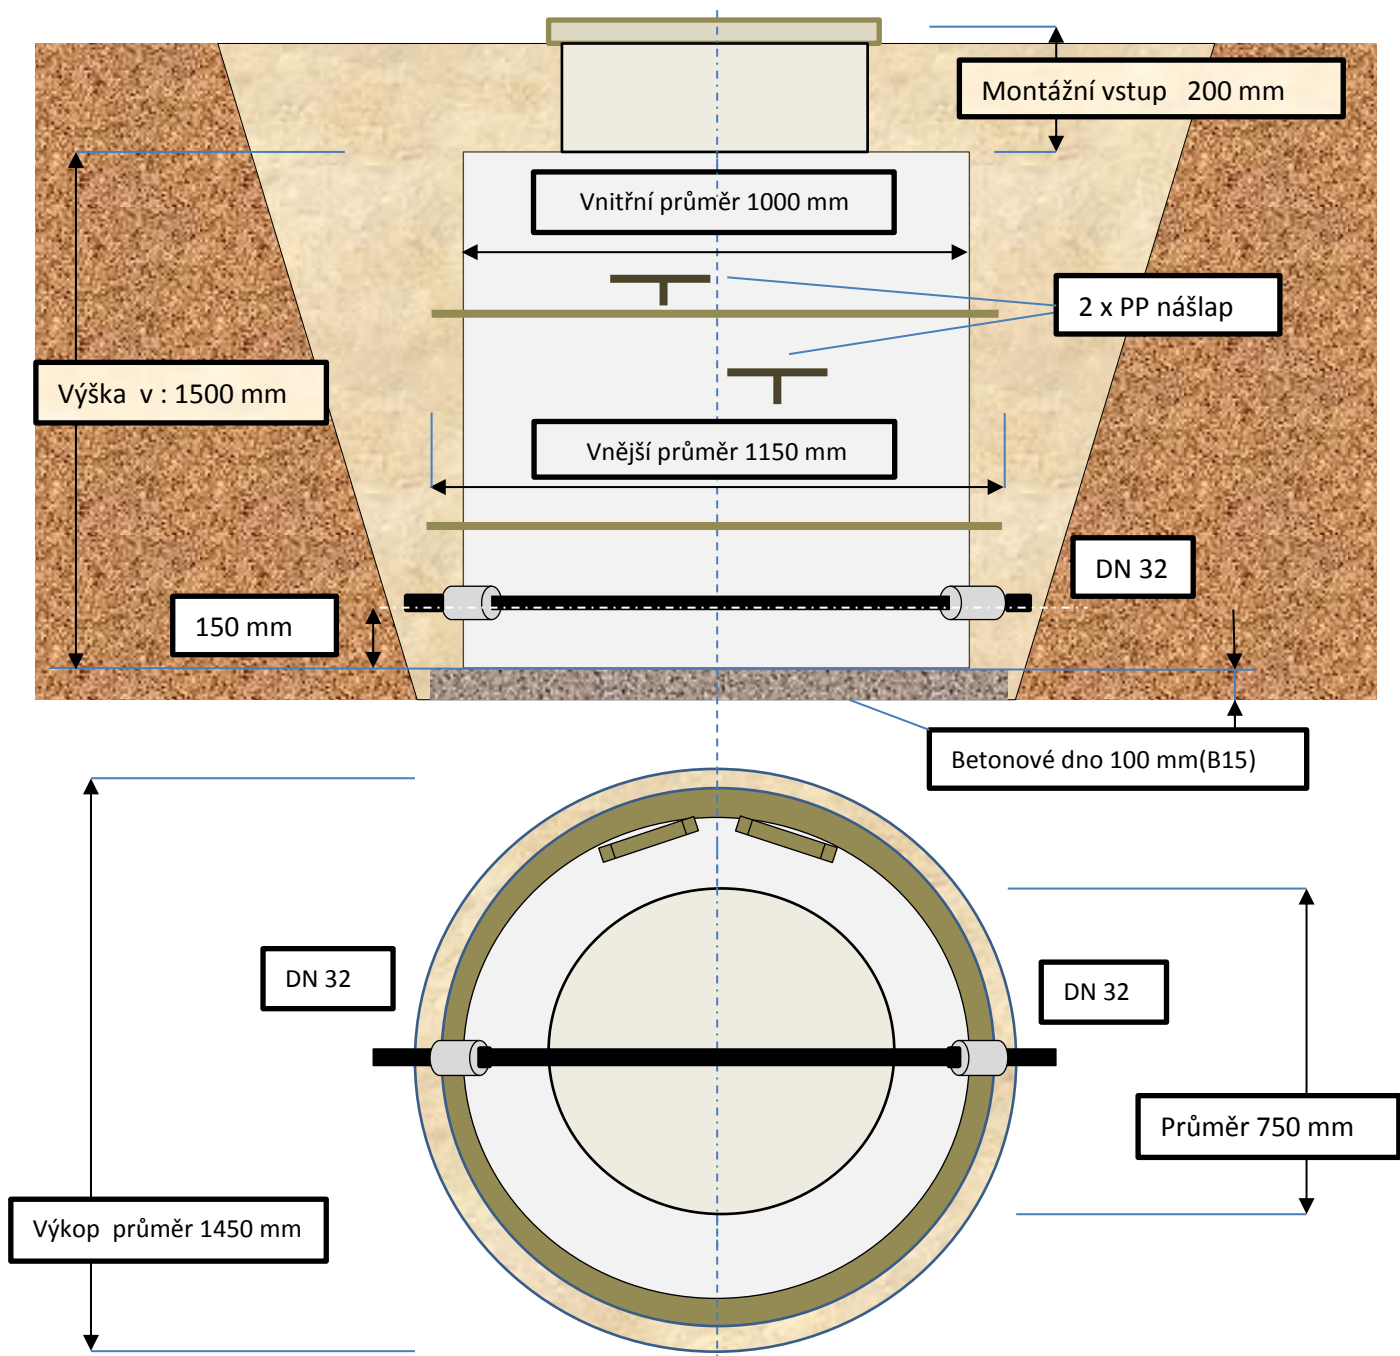 Montážní vstup 200 mm
Vnitřní průměr 1000 mm
2 x PP nášlap
Výška v : 1500 mm
Vnější průměr 1150 mm
DN 32
150 mm
Betonové dno 100 mm(B15)
DN 32
DN 32
Průměr 750 mm
Výkop průměr 1450 mm